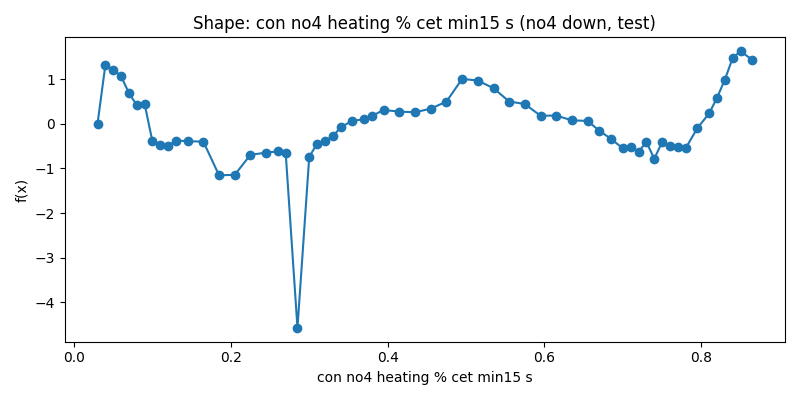 Shape: con no4 heating % cet min15 s (no4 down, test)
f(x)
1
0
−1
−2
−3
−4
0.0 0.2 0.4 0.6 0.8
con no4 heating % cet min15 s